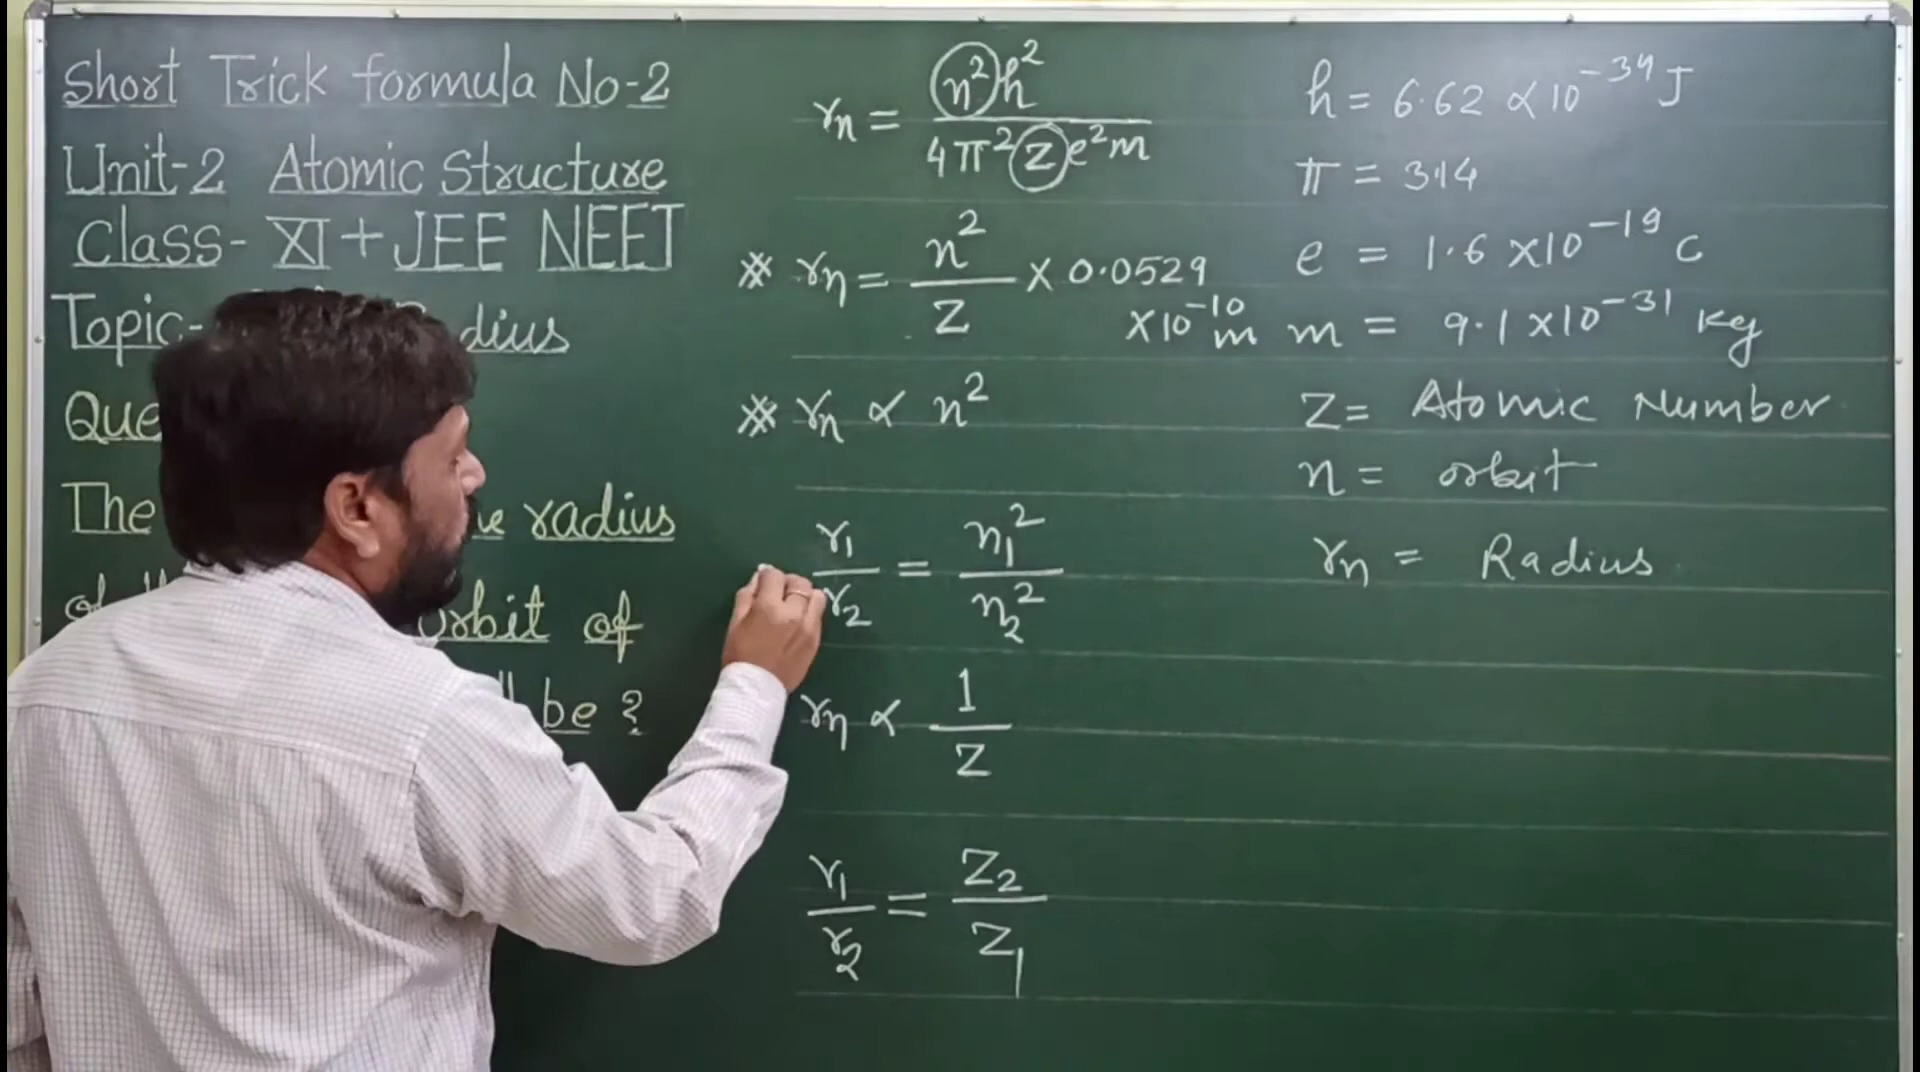 Short Trick formula No-2
Unit-2 Atomic Structure
Class- XI + JEE NEET
Topic-
Que
The radius
orbit of
be ?
rn = n²h² / 4π²Ze²m
※ rn = n² / Z × 0.0529
×10⁻¹⁰ m
※ rn ∝ n²
r₁ / r₂ = n₁² / n₂²
rn ∝ 1 / Z
r₁ / r₂ = Z₂ / Z₁
h = 6.62 ∝ 10⁻³⁴ J
π = 3.14
e = 1.6 × 10⁻¹⁹ C
m = 9.1 × 10⁻³¹ kg
Z = Atomic Number
n = orbit
rn = Radius